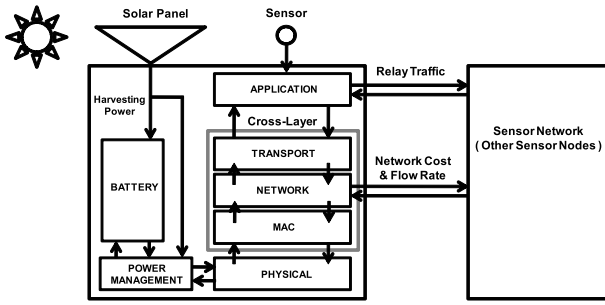 Solar Panel
Sensor
Harvesting
Power
APPLICATION
Relay Traffic
Cross-Layer
TRANSPORT
BATTERY
NETWORK
Network Cost
& Flow Rate
Sensor Network
( Other Sensor Nodes )
MAC
POWER
MANAGEMENT
PHYSICAL